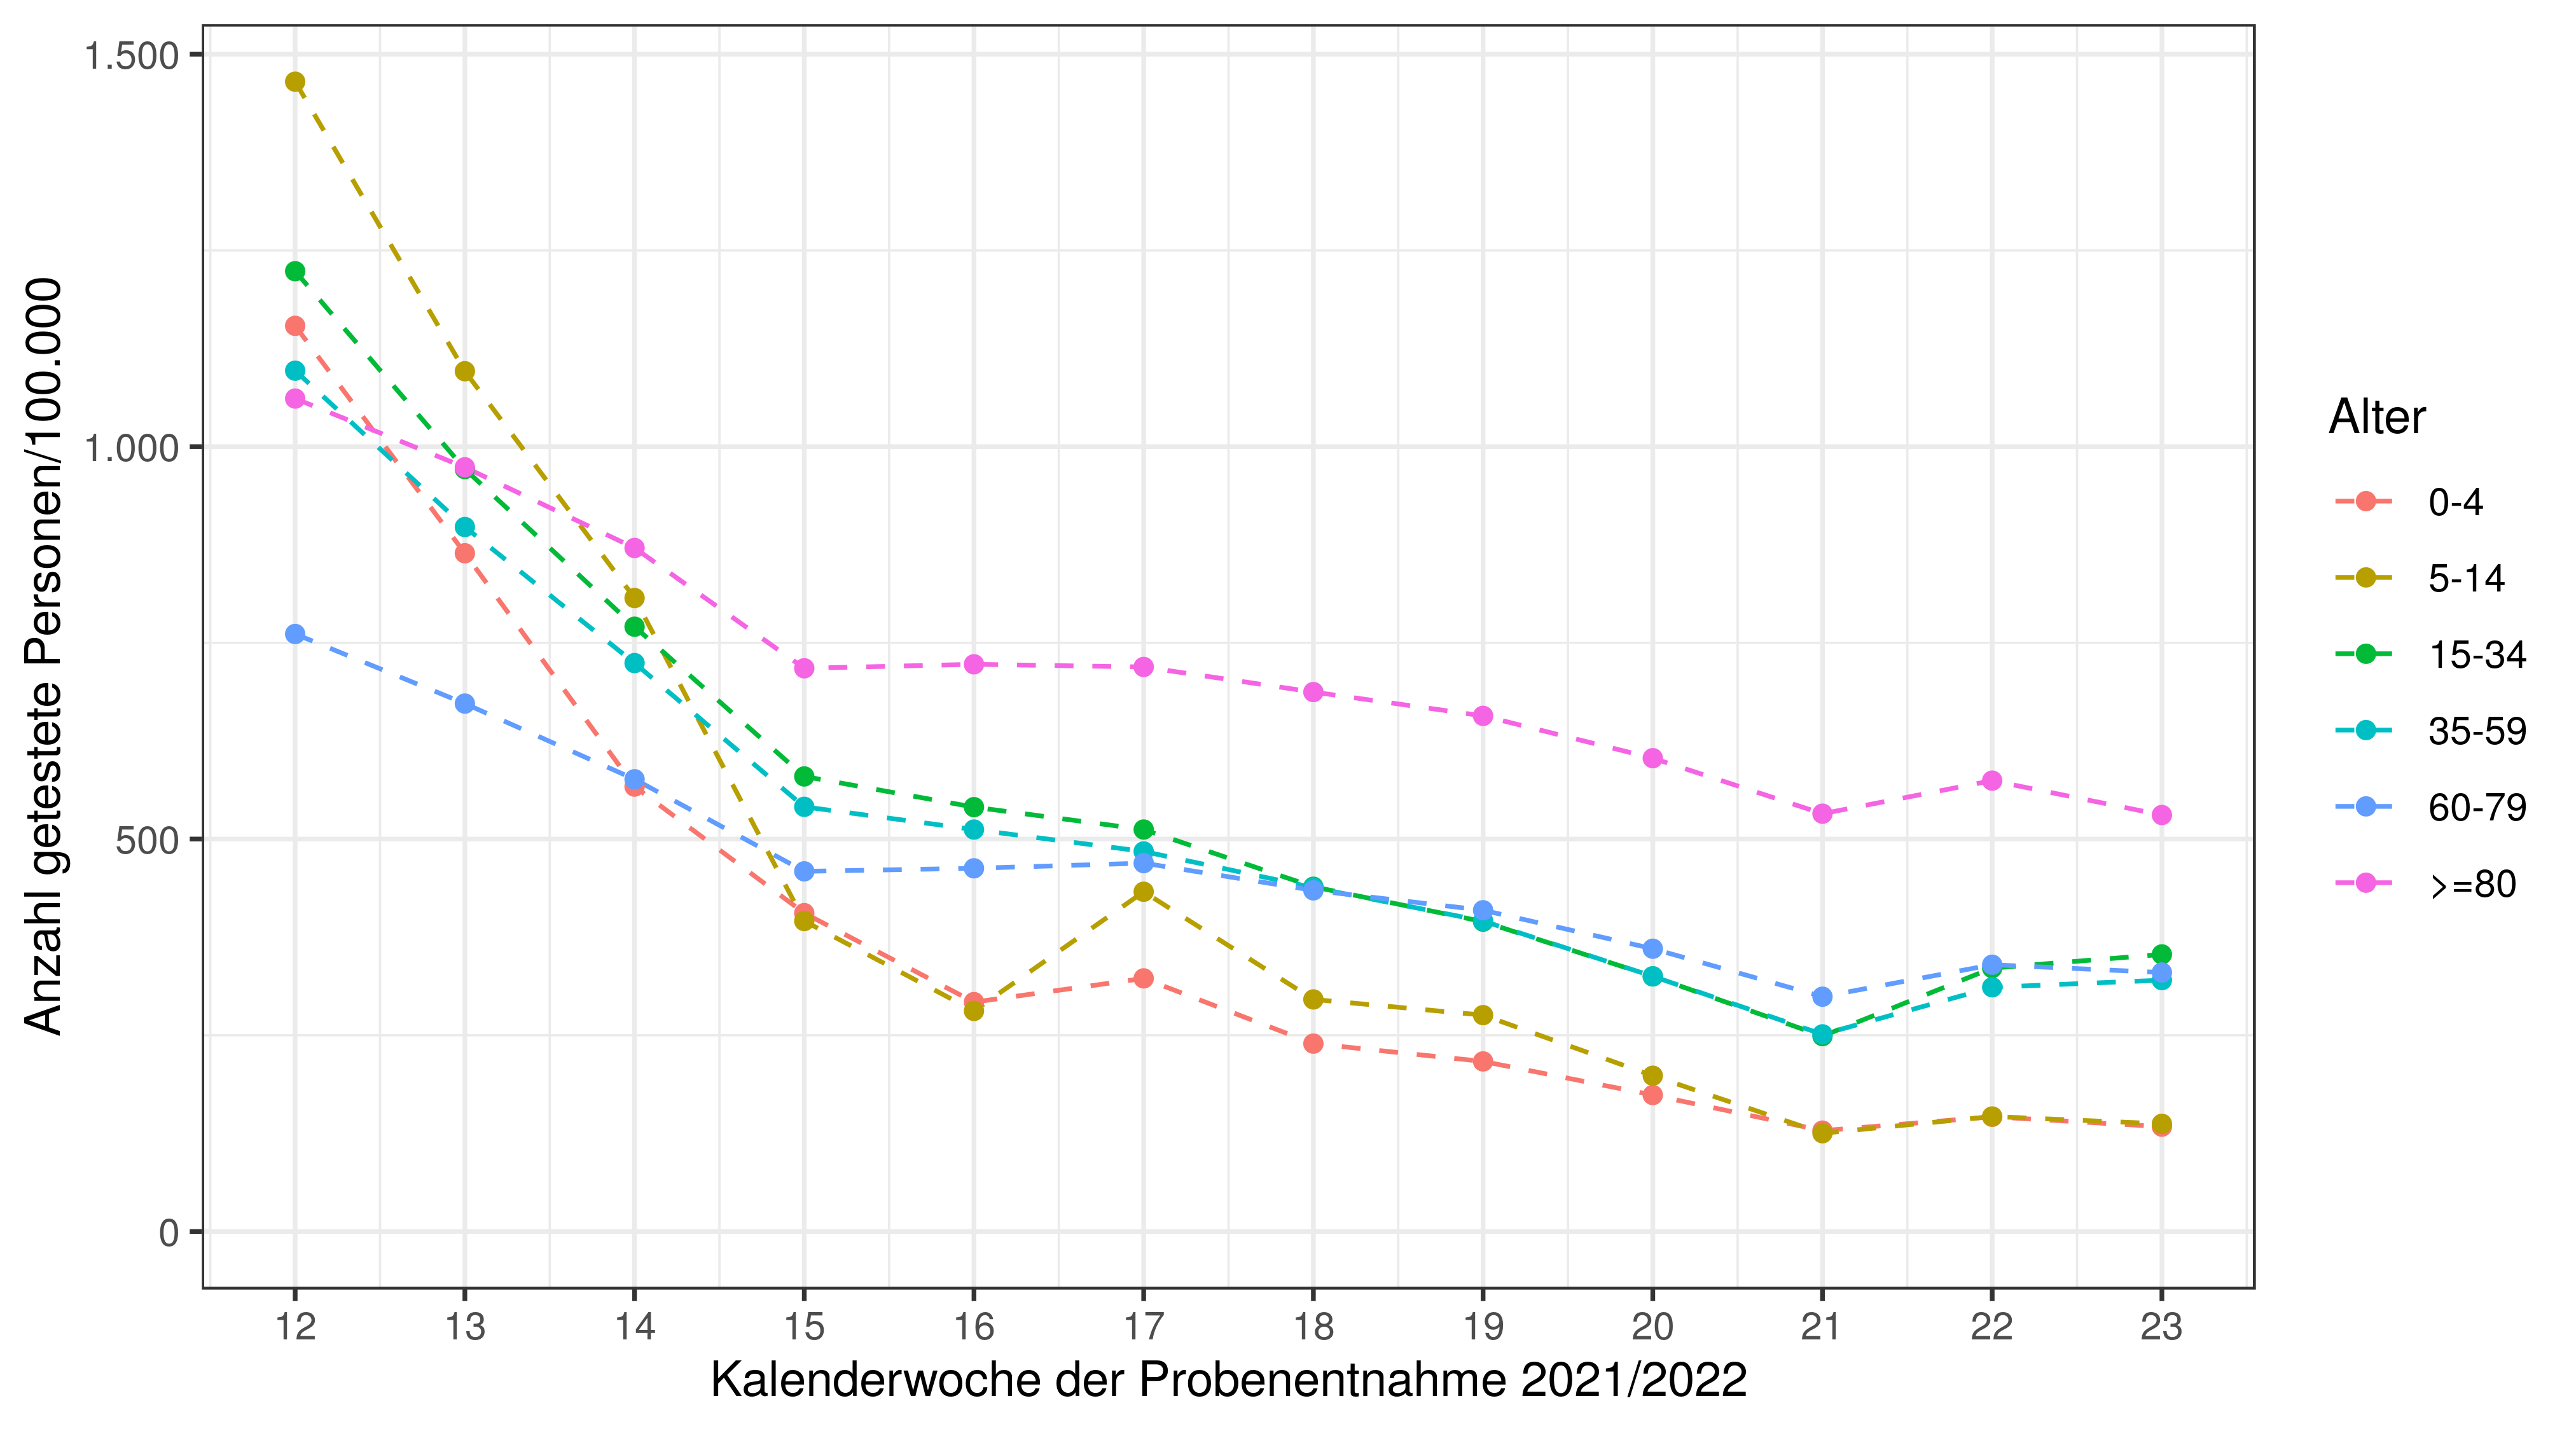 Anzahl getestete Personen/100.000
1.500
1.000
500
0
12 13 14 15 16 17 18 19 20 21 22 23
Kalenderwoche der Probenentnahme 2021/2022
Alter
0-4
5-14
15-34
35-59
60-79
>=80